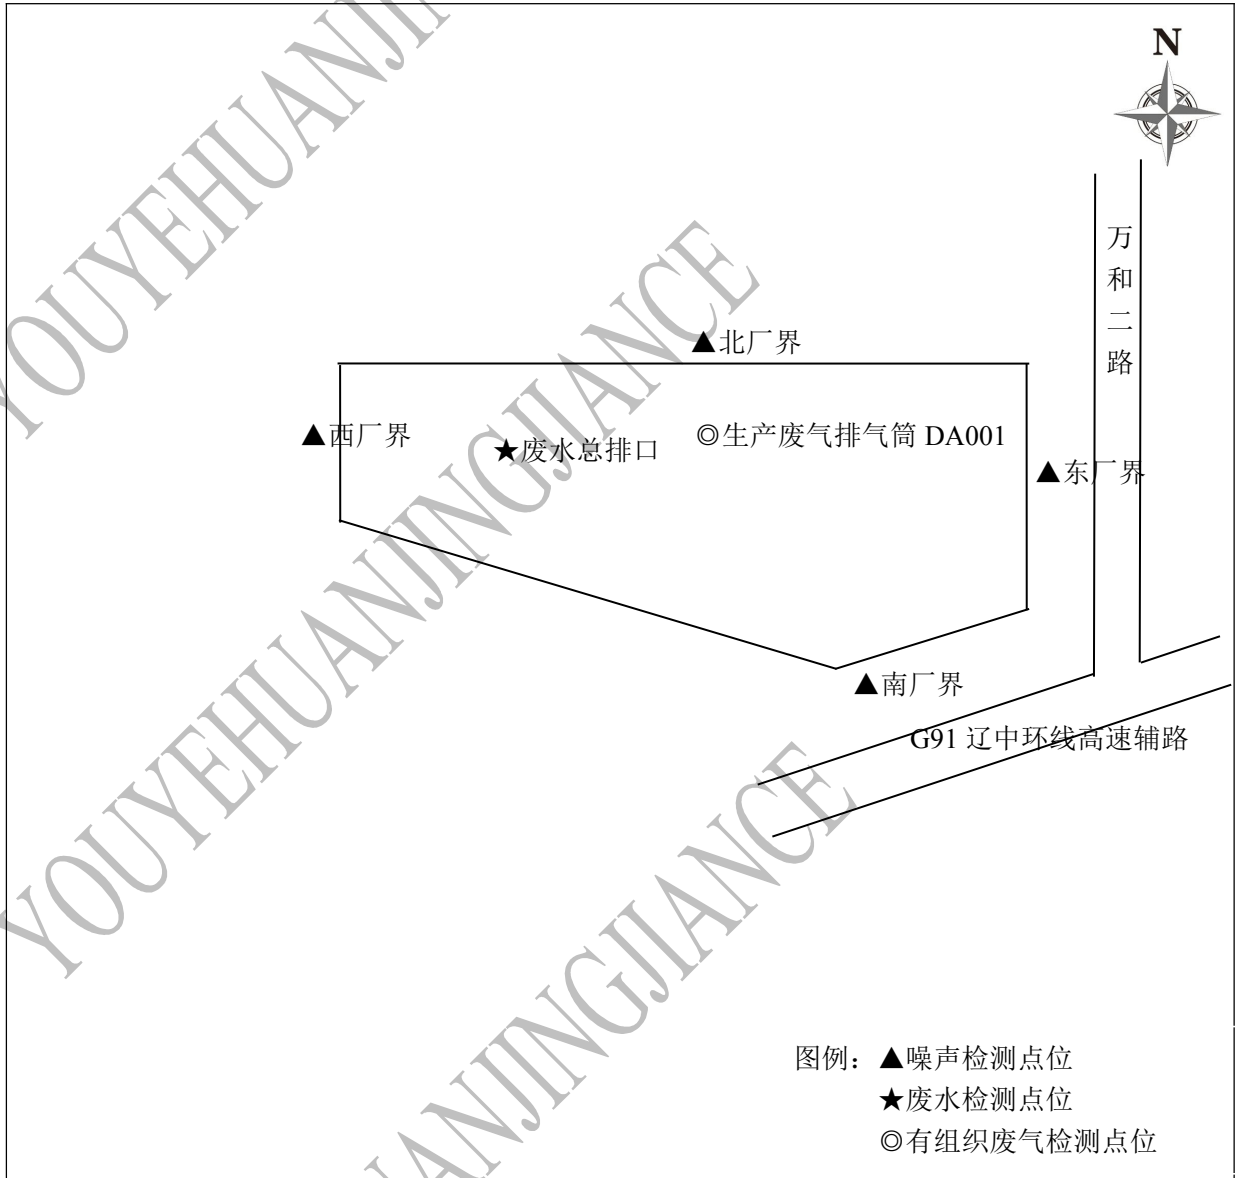 N
万和二路
▲北厂界
▲西厂界
★废水总排口
◎生产废气排气筒 DA001
▲东厂界
▲南厂界
G91 辽中环线高速辅路
图例：▲噪声检测点位
★废水检测点位
◎有组织废气检测点位
YOUYEHUANJIN
YOUYEHUANJINGJIANCE
ANJINGJIANCE